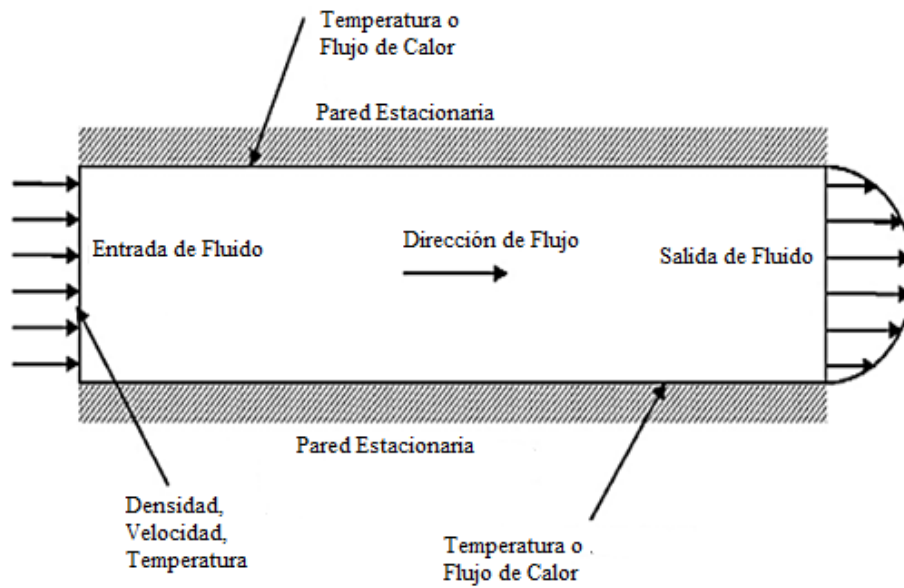 Temperatura o
Flujo de Calor
Pared Estacionaria
Entrada de Fluido
Dirección de Flujo
Salida de Fluido
Pared Estacionaria
Densidad,
Velocidad,
Temperatura
Temperatura o .
Flujo de Calor